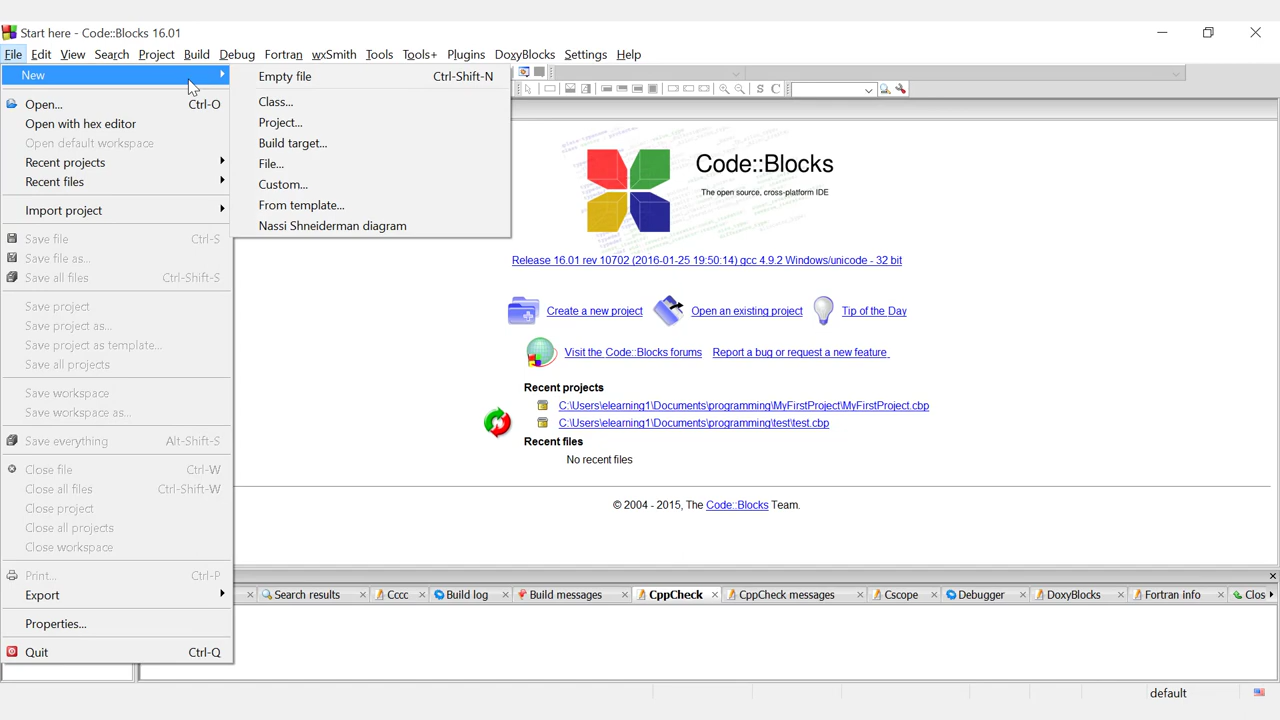 Start here - Code::Blocks 16.01
File Edit View Search Project Build Debug Fortran wxSmith Tools Tools+ Plugins DoxyBlocks Settings Help
New
Open... Ctrl-O
Open with hex editor
Open default workspace
Recent projects
Recent files
Import project
Save file Ctrl-S
Save file as...
Save all files Ctrl-Shift-S
Save project
Save project as...
Save project as template...
Save all projects
Save workspace
Save workspace as...
Save everything Alt-Shift-S
Close file Ctrl-W
Close all files Ctrl-Shift-W
Close project
Close all projects
Close workspace
Print... Ctrl-P
Export
Properties...
Quit Ctrl-Q
Empty file Ctrl-Shift-N
Class...
Project...
Build target...
File...
Custom...
From template...
Nassi Shneiderman diagram
S C
Code::Blocks
The open source, cross-platform IDE
Release 16.01 rev 10702 (2016-01-25 19:50:14) gcc 4.9.2 Windows/unicode - 32 bit
Create a new project Open an existing project Tip of the Day
Visit the Code::Blocks forums Report a bug or request a new feature
Recent projects
C:\Users\elearning1\Documents\programming\MyFirstProject\MyFirstProject.cbp
C:\Users\elearning1\Documents\programming\test\test.cbp
Recent files
No recent files
© 2004 - 2015, The Code::Blocks Team.
Search results Cccc Build log Build messages CppCheck CppCheck messages Cscope Debugger DoxyBlocks Fortran info Clos
default